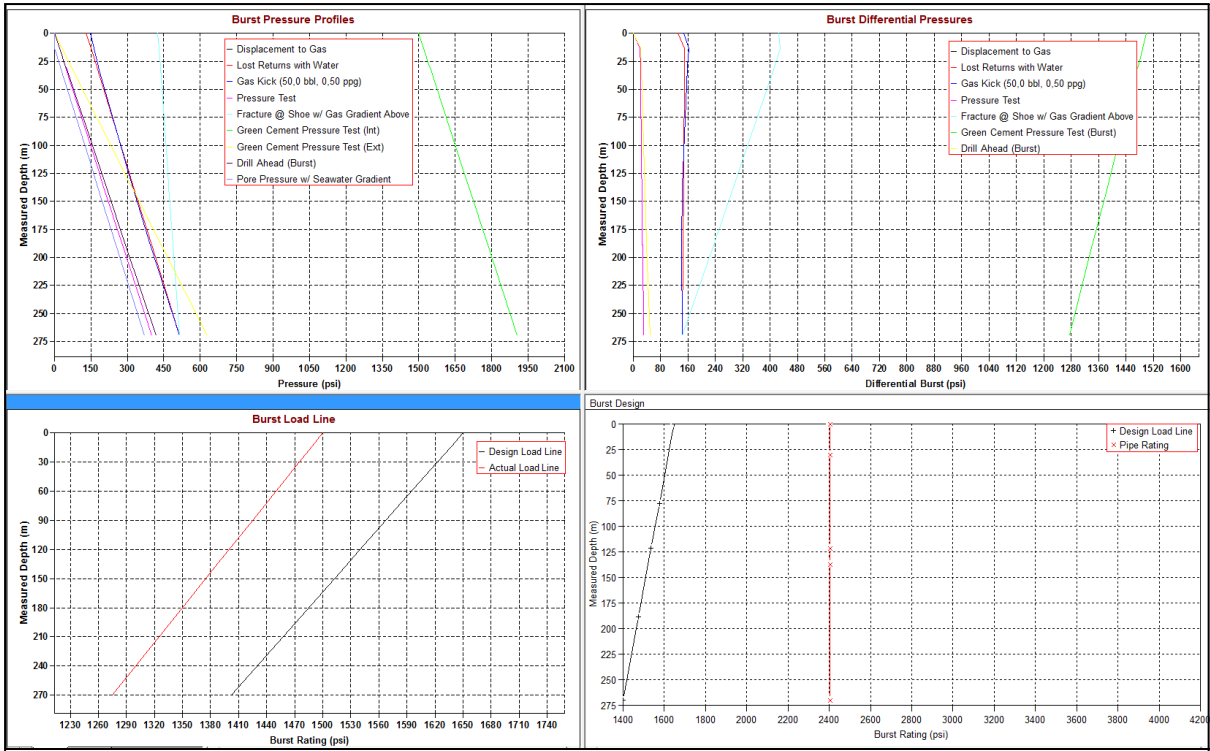 Burst Pressure Profiles
0
25
50
75
100
125
150
175
200
225
250
275
Measured Depth (m)
Displacement to Gas
Lost Returns with Water
Gas Kick (50,0 bbl, 0,50 ppg)
Pressure Test
Fracture @ Shoe w/ Gas Gradient Above
Green Cement Pressure Test (Int)
Green Cement Pressure Test (Ext)
Drill Ahead (Burst)
Pore Pressure w/ Seawater Gradient
0 150 300 450 600 750 900 1050 1200 1350 1500 1650 1800 1950 2100
Pressure (psi)
Burst Differential Pressures
0
25
50
75
100
125
150
175
200
225
250
275
Measured Depth (m)
Displacement to Gas
Lost Returns with Water
Gas Kick (50,0 bbl, 0,50 ppg)
Pressure Test
Fracture @ Shoe w/ Gas Gradient Above
Green Cement Pressure Test (Burst)
Drill Ahead (Burst)
0 80 160 240 320 400 480 560 640 720 800 880 960 1040 1120 1200 1280 1360 1440 1520 1600
Differential Burst (psi)
Burst Load Line
0
30
60
90
120
150
180
210
240
270
Measured Depth (m)
Design Load Line
Actual Load Line
1230 1260 1290 1320 1350 1380 1410 1440 1470 1500 1530 1560 1590 1620 1650 1680 1710 1740
Burst Rating (psi)
Burst Design
0
25
50
75
100
125
150
175
200
225
250
275
Measured Depth (m)
Design Load Line
Pipe Rating
1400 1600 1800 2000 2200 2400 2600 2800 3000 3200 3400 3600 3800 4000 4200
Burst Rating (psi)